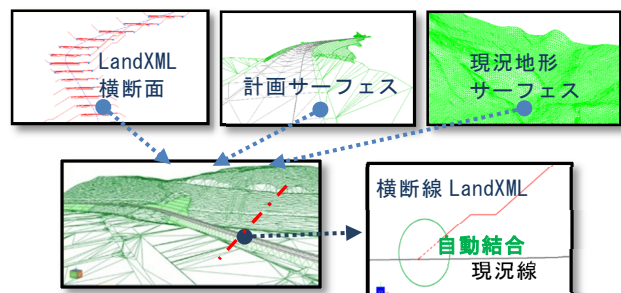 LandXML
横断面
計画サーフェス
現況地形
サーフェス
横断線 LandXML
自動結合
現況線